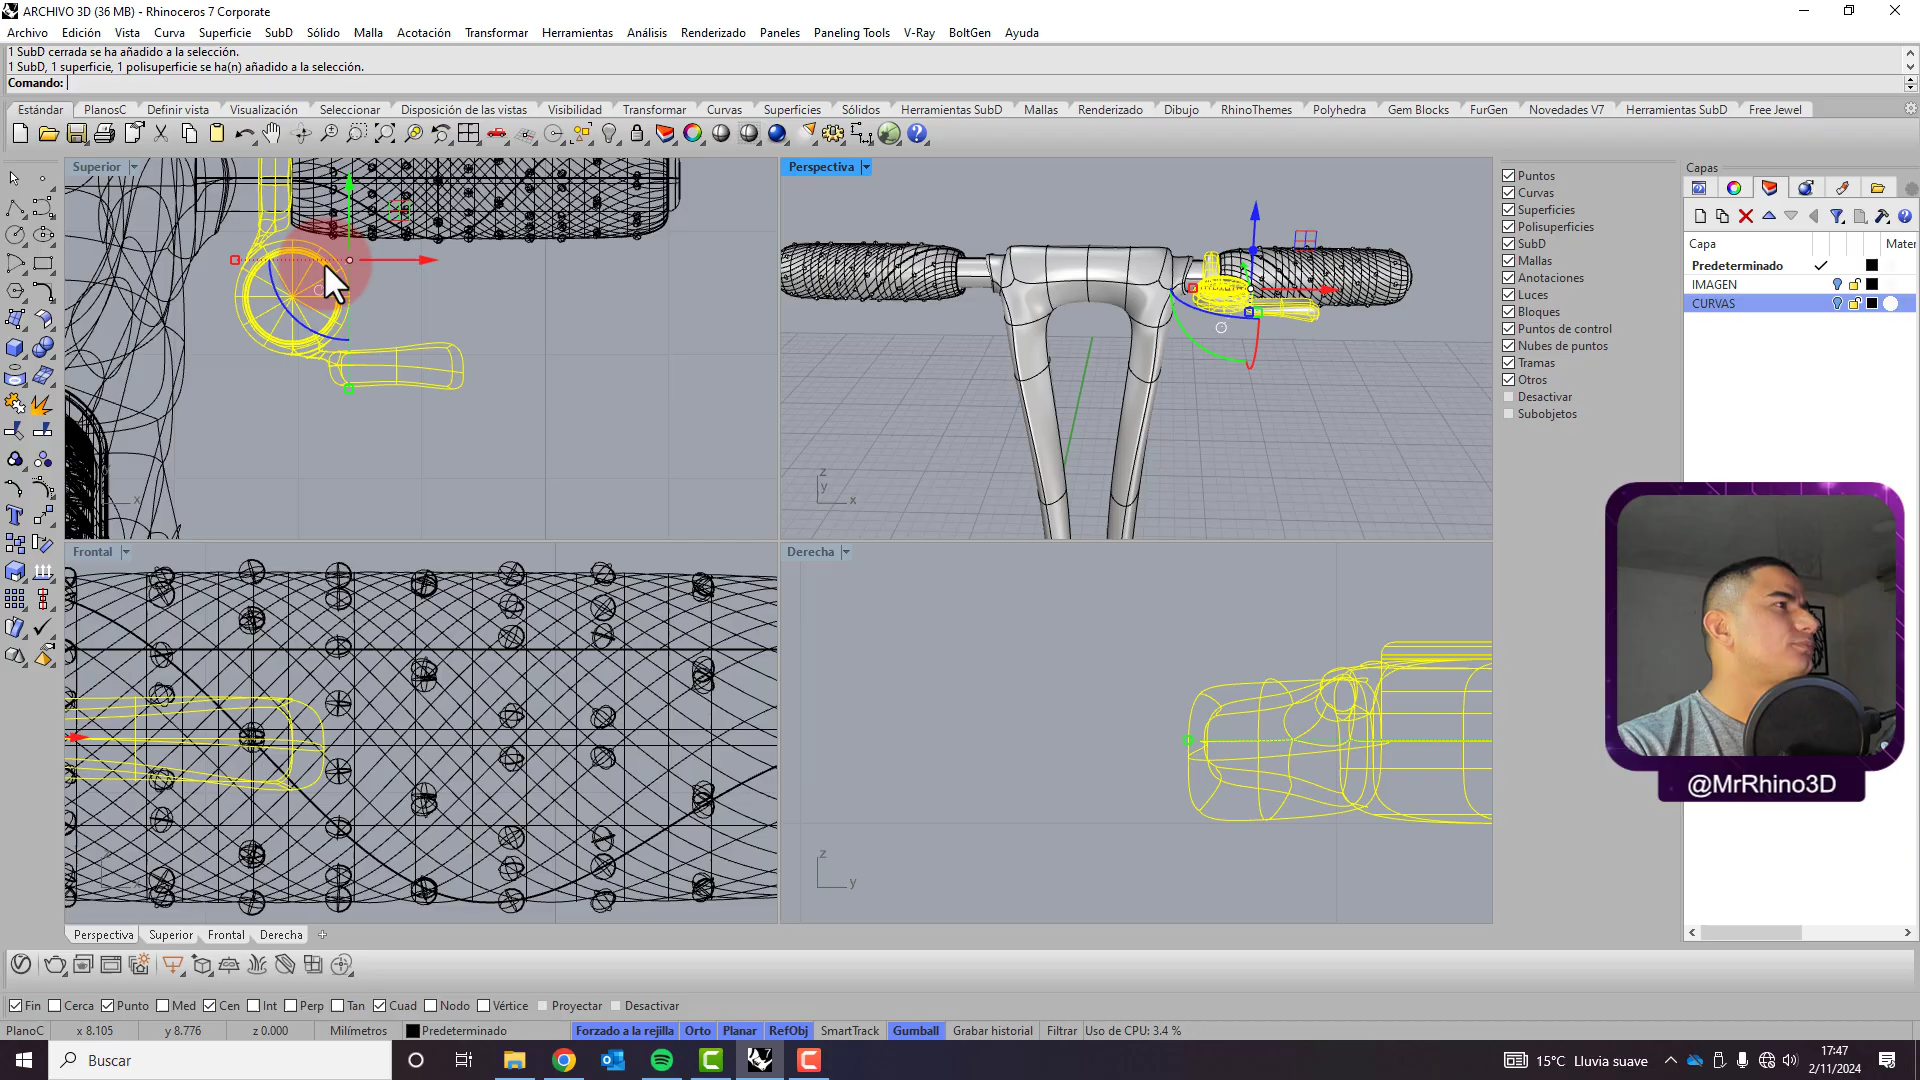 ARCHIVO 3D (36 MB) - Rhinoceros 7 Corporate
Archivo Edición Vista Curva Superficie SubD Sólido Malla Acotación Transformar Herramientas Análisis Renderizado Paneles Paneling Tools V-Ray BoltGen Ayuda
1 SubD cerrada se ha añadido a la selección.
1 SubD, 1 superficie, 1 polisuperficie se ha(n) añadido a la selección.
Comando:
Estándar PlanosC Definir vista Visualización Seleccionar Disposición de las vistas Visibilidad Transformar Curvas Superficies Sólidos Herramientas SubD Mallas Renderizado Dibujo RhinoThemes Polyhedra Gem Blocks FurGen Novedades V7 Herramientas SubD Free Jewel
Superior
Perspectiva
Capas
Puntos
Curvas
Superficies
Polisuperficies
SubD
Mallas
Anotaciones
Luces
Bloques
Puntos de control
Nubes de puntos
Tramas
Otros
Desactivar
Subobjetos
Capa Mater
Predeterminado
IMAGEN
CURVAS
x
z
y x
Frontal
Derecha
z
y
@MrRhino3D
Perspectiva Superior Frontal Derecha
Fin Cerca Punto Med Cen Int Perp Tan Cuad Nodo Vértice Proyectar Desactivar
PlanoC x 8.105 y 8.776 z 0.000 Milímetros Predeterminado Forzado a la rejilla Orto Planar RefObj SmartTrack Gumball Grabar historial Filtrar Uso de CPU: 3.4 %
Buscar
15°C Lluvia suave
17:47
2/11/2024